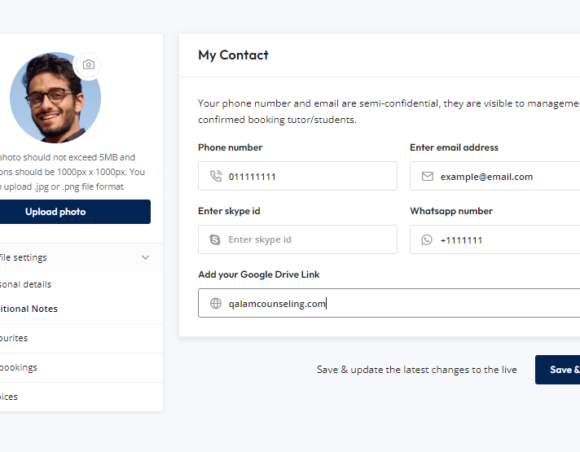 photo should not exceed 5MB and
ons should be 1000px x 1000px. You
upload .jpg or .png file format
Upload photo
file settings
sonal details
itional Notes
ourites
bookings
ices
My Contact
Your phone number and email are semi-confidential, they are visible to manageme
confirmed booking tutor/students.
Phone number
Enter email address
011111111
example@email.com
Enter skype id
Whatsapp number
Enter skype id
+1111111
Add your Google Drive Link
qalamcounseling.com
Save & update the latest changes to the live
Save &